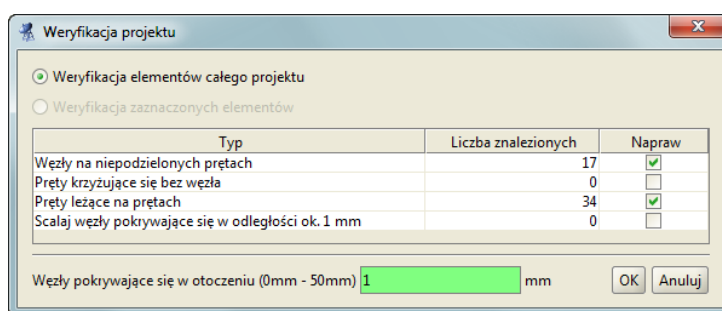 Weryfikacja projektu
Weryfikacja elementów całego projektu
Weryfikacja zaznaczonych elementów
Typ Liczba znalezionych Napraw
Węzły na niepodzielonych prętach 17
Pręty krzyżujące się bez węzła 0
Pręty leżące na prętach 34
Scalaj węzły pokrywające się w odległości ok. 1 mm 0
Węzły pokrywające się w otoczeniu (0mm - 50mm) 1 mm OK Anuluj